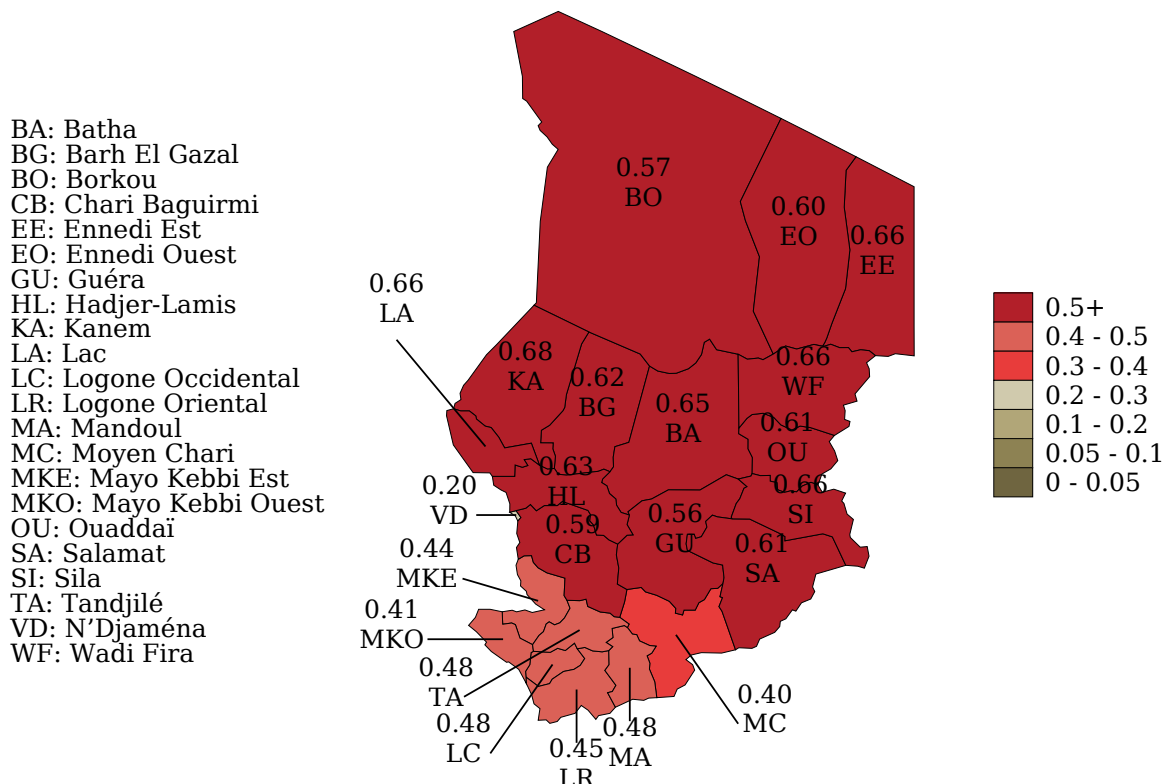 BA: Batha
BG: Barh El Gazal
BO: Borkou
CB: Chari Baguirmi
EE: Ennedi Est
EO: Ennedi Ouest
GU: Guéra
HL: Hadjer-Lamis
KA: Kanem
LA: Lac
LC: Logone Occidental
LR: Logone Oriental
MA: Mandoul
MC: Moyen Chari
MKE: Mayo Kebbi Est
MKO: Mayo Kebbi Ouest
OU: Ouaddaï
SA: Salamat
SI: Sila
TA: Tandjilé
VD: N’Djaména
WF: Wadi Fira
0.57
BO
0.60
EO
0.66
EE
0.66
LA
0.68
KA
0.62
BG
0.65
BA
0.66
WF
0.61
OU
0.63
HL
0.66
SI
0.20
VD
0.59
CB
0.56
GU
0.61
SA
0.44
MKE
0.41
MKO
0.48
TA
0.48
LC
0.45
LR
0.48
MA
0.40
MC
0.5+
0.4 - 0.5
0.3 - 0.4
0.2 - 0.3
0.1 - 0.2
0.05 - 0.1
0 - 0.05